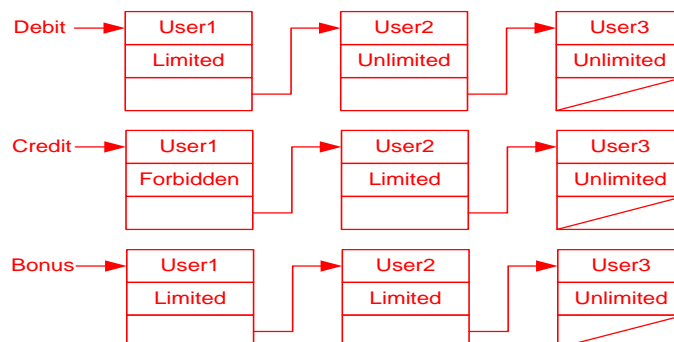 Debit User1 User2 User3
Limited Unlimited Unlimited
Credit User1 User2 User3
Forbidden Limited Unlimited
Bonus User1 User2 User3
Limited Limited Unlimited